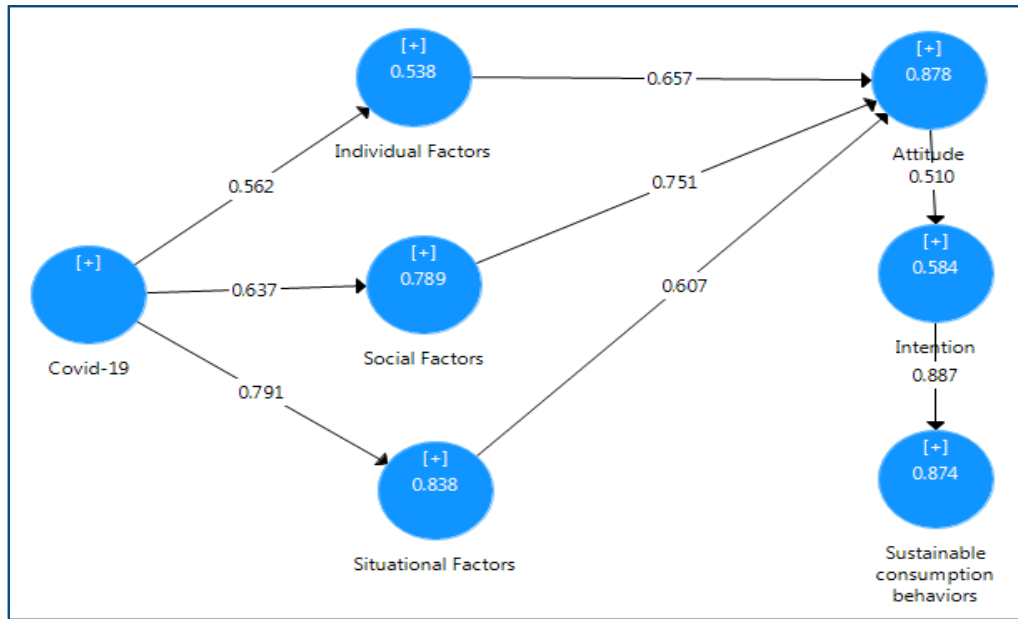 [+]
0.538
Individual Factors
0.657
[+]
0.878
Attitude
0.510
0.562
0.751
[+]
Covid-19
0.637
[+]
0.789
Social Factors
0.607
[+]
0.584
Intention
0.887
0.791
[+]
0.838
Situational Factors
[+]
0.874
Sustainable
consumption
behaviors